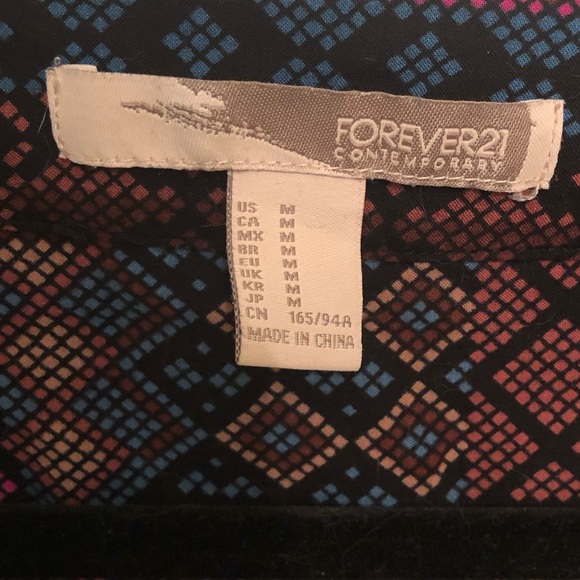 FOREVER21
CONTEMPORARY
US M
CA M
MX M
BR M
EU M
UK M
KR M
JP M
CN 165/94A
MADE IN CHINA